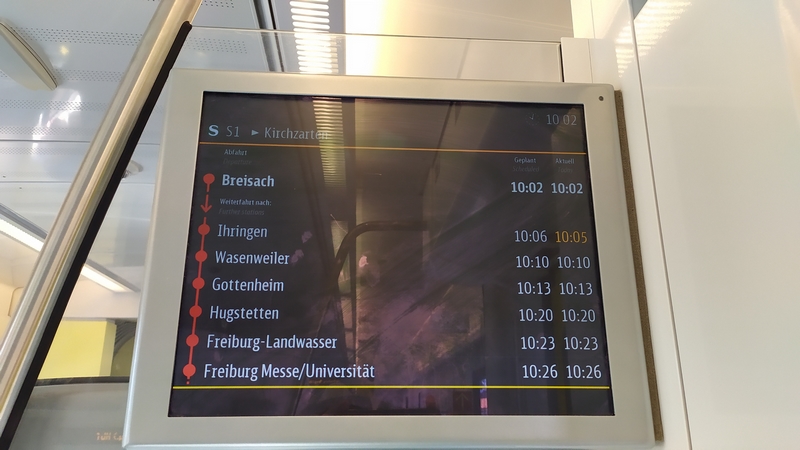 10:02
S S1 ► Kirchzarten
Abfahrt Geplant Aktuell
Breisach 10:02 10:02
Weiterfahrt nach:
Ihringen 10:06 10:05
Wasenweiler 10:10 10:10
Gottenheim 10:13 10:13
Hugstetten 10:20 10:20
Freiburg-Landwasser 10:23 10:23
Freiburg Messe/Universität 10:26 10:26